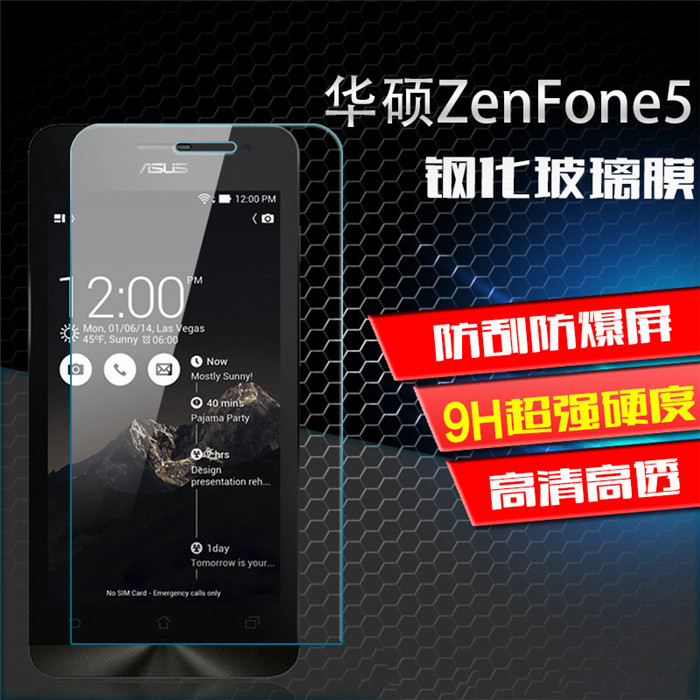 华硕ZenFone5
钢化玻璃膜
防刮防爆屏
9H超强硬度
高清高透
ASUS
12:00 PM
12:00 PM
Mon, 01/06/14, Las Vegas
45°F, Sunny 06:00
Now
Mostly Sunny!
40 mins
Pajama Party
2 hrs
Design
presentation reh...
1day
Tomorrow is your...
No SIM Card - Emergency calls only